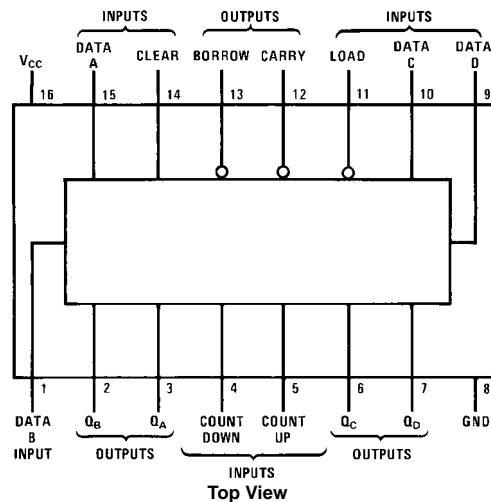 INPUTS OUTPUTS INPUTS
VCC DATA A CLEAR BORROW CARRY LOAD DATA C DATA D
16 15 14 13 12 11 10 9
1 2 3 4 5 6 7 8
DATA B INPUT QB QA COUNT DOWN COUNT UP QC QD GND
OUTPUTS INPUTS OUTPUTS
Top View